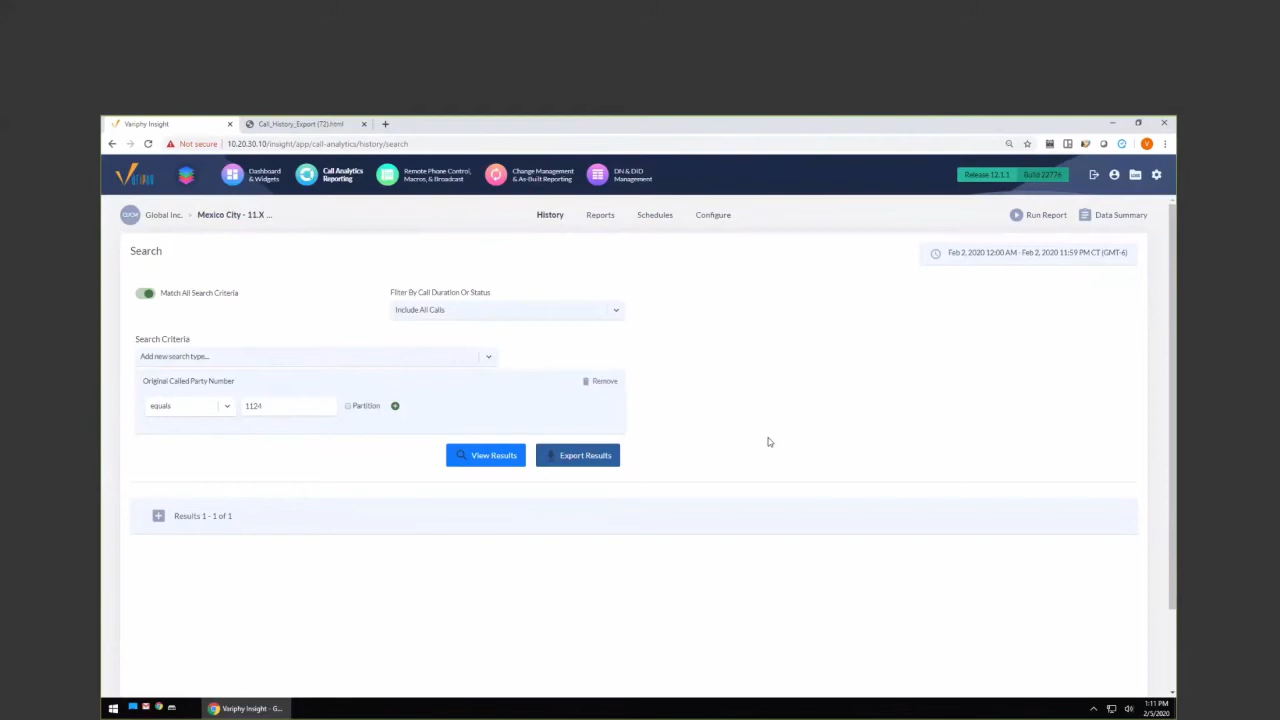 Variphy Insight
Call_History_Export (72).html
Not secure
10.20.30.10/insight/app/call-analytics/history/search
Dashboard
& Widgets
Call Analytics
Reporting
Remote Phone Control,
Macros, & Broadcast
Change Management
& As-Built Reporting
DN & DID
Management
Release 12.1.1
Build 22776
CUCM
Global Inc.
>
Mexico City - 11.X ...
History
Reports
Schedules
Configure
Run Report
Data Summary
Search
Feb 2, 2020 12:00 AM - Feb 2, 2020 11:59 PM CT (GMT-6)
Match All Search Criteria
Filter By Call Duration Or Status
Include All Calls
Search Criteria
Add new search type...
Original Called Party Number
Remove
equals
1124
Partition
View Results
Export Results
Results 1 - 1 of 1
Variphy Insight - G...
1:11 PM
2/5/2020